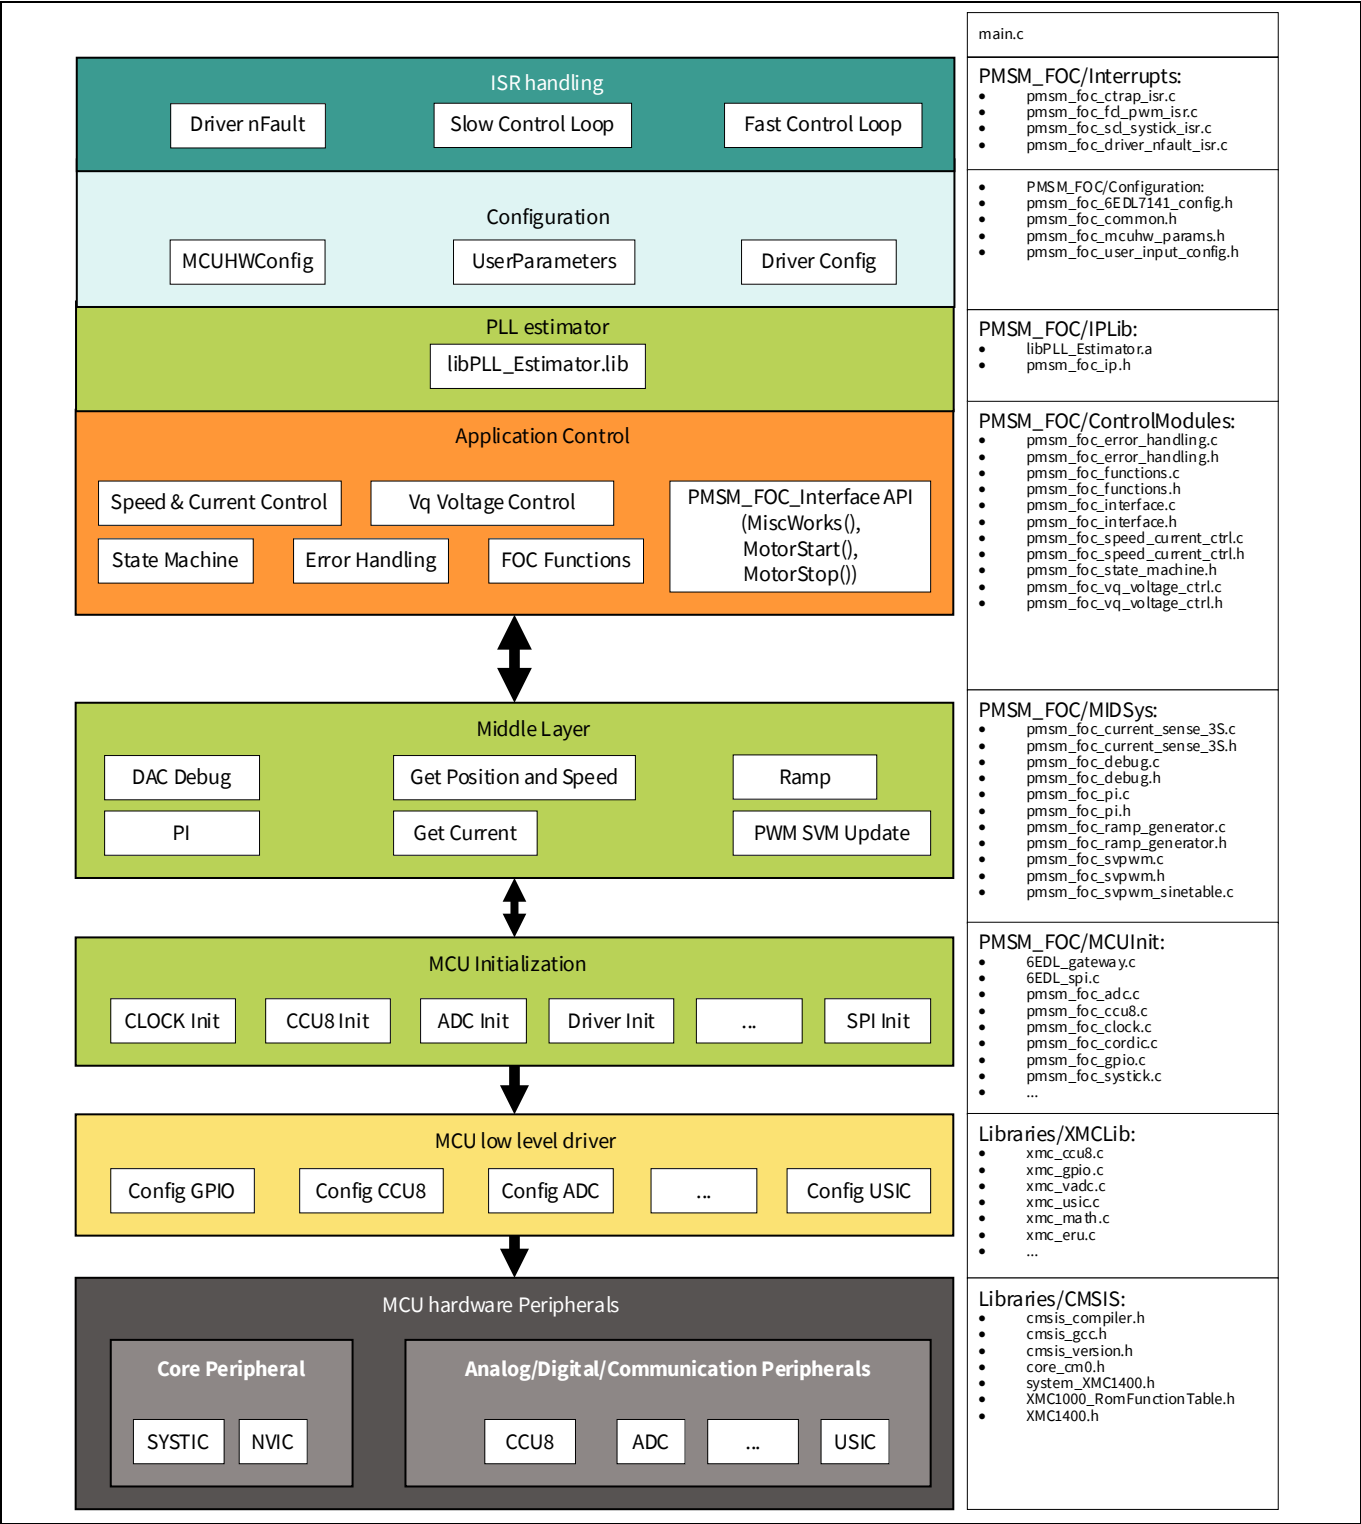 main.c
ISR handling
Driver nFault
Slow Control Loop
Fast Control Loop
PMSM_FOC/Interrupts:
• pmsm_foc_ctrap_isr.c
• pmsm_foc_fcl_pwm_isr.c
• pmsm_foc_scl_systick_isr.c
• pmsm_foc_driver_nfault_isr.c
Configuration
MCUHWConfig
UserParameters
Driver Config
• PMSM_FOC/Configuration:
• pmsm_foc_6EDL7141_config.h
• pmsm_foc_common.h
• pmsm_foc_mcuhw_params.h
• pmsm_foc_user_input_config.h
PLL estimator
libPLL_Estimator.lib
PMSM_FOC/IPLib:
• libPLL_Estimator.a
• pmsm_foc_ip.h
Application Control
Speed & Current Control
Vq Voltage Control
PMSM_FOC_Interface API
(MiscWorks(),
MotorStart(),
MotorStop())
State Machine
Error Handling
FOC Functions
PMSM_FOC/ControlModules:
• pmsm_foc_error_handling.c
• pmsm_foc_error_handling.h
• pmsm_foc_functions.c
• pmsm_foc_functions.h
• pmsm_foc_interface.c
• pmsm_foc_interface.h
• pmsm_foc_speed_current_ctrl.c
• pmsm_foc_speed_current_ctrl.h
• pmsm_foc_state_machine.h
• pmsm_foc_vq_voltage_ctrl.c
• pmsm_foc_vq_voltage_ctrl.h
Middle Layer
DAC Debug
Get Position and Speed
Ramp
PI
Get Current
PWM SVM Update
PMSM_FOC/MIDSys:
• pmsm_foc_current_sense_3S.c
• pmsm_foc_current_sense_3S.h
• pmsm_foc_debug.c
• pmsm_foc_debug.h
• pmsm_foc_pi.c
• pmsm_foc_pi.h
• pmsm_foc_ramp_generator.c
• pmsm_foc_ramp_generator.h
• pmsm_foc_svpwm.c
• pmsm_foc_svpwm.h
• pmsm_foc_svpwm_sinetable.c
MCU Initialization
CLOCK Init
CCU8 Init
ADC Init
Driver Init
...
SPI Init
PMSM_FOC/MCUInit:
• 6EDL_gateway.c
• 6EDL_spi.c
• pmsm_foc_adc.c
• pmsm_foc_ccu8.c
• pmsm_foc_clock.c
• pmsm_foc_cordic.c
• pmsm_foc_gpio.c
• pmsm_foc_systick.c
• ...
MCU low level driver
Config GPIO
Config CCU8
Config ADC
...
Config USIC
Libraries/XMCLib:
• xmc_ccu8.c
• xmc_gpio.c
• xmc_vadc.c
• xmc_usic.c
• xmc_math.c
• xmc_eru.c
• ...
MCU hardware Peripherals
Core Peripheral
SYSTIC
NVIC
Analog/Digital/Communication Peripherals
CCU8
ADC
...
USIC
Libraries/CMSIS:
• cmsis_compiler.h
• cmsis_gcc.h
• cmsis_version.h
• core_cm0.h
• system_XMC1400.h
• XMC1000_RomFunctionTable.h
• XMC1400.h